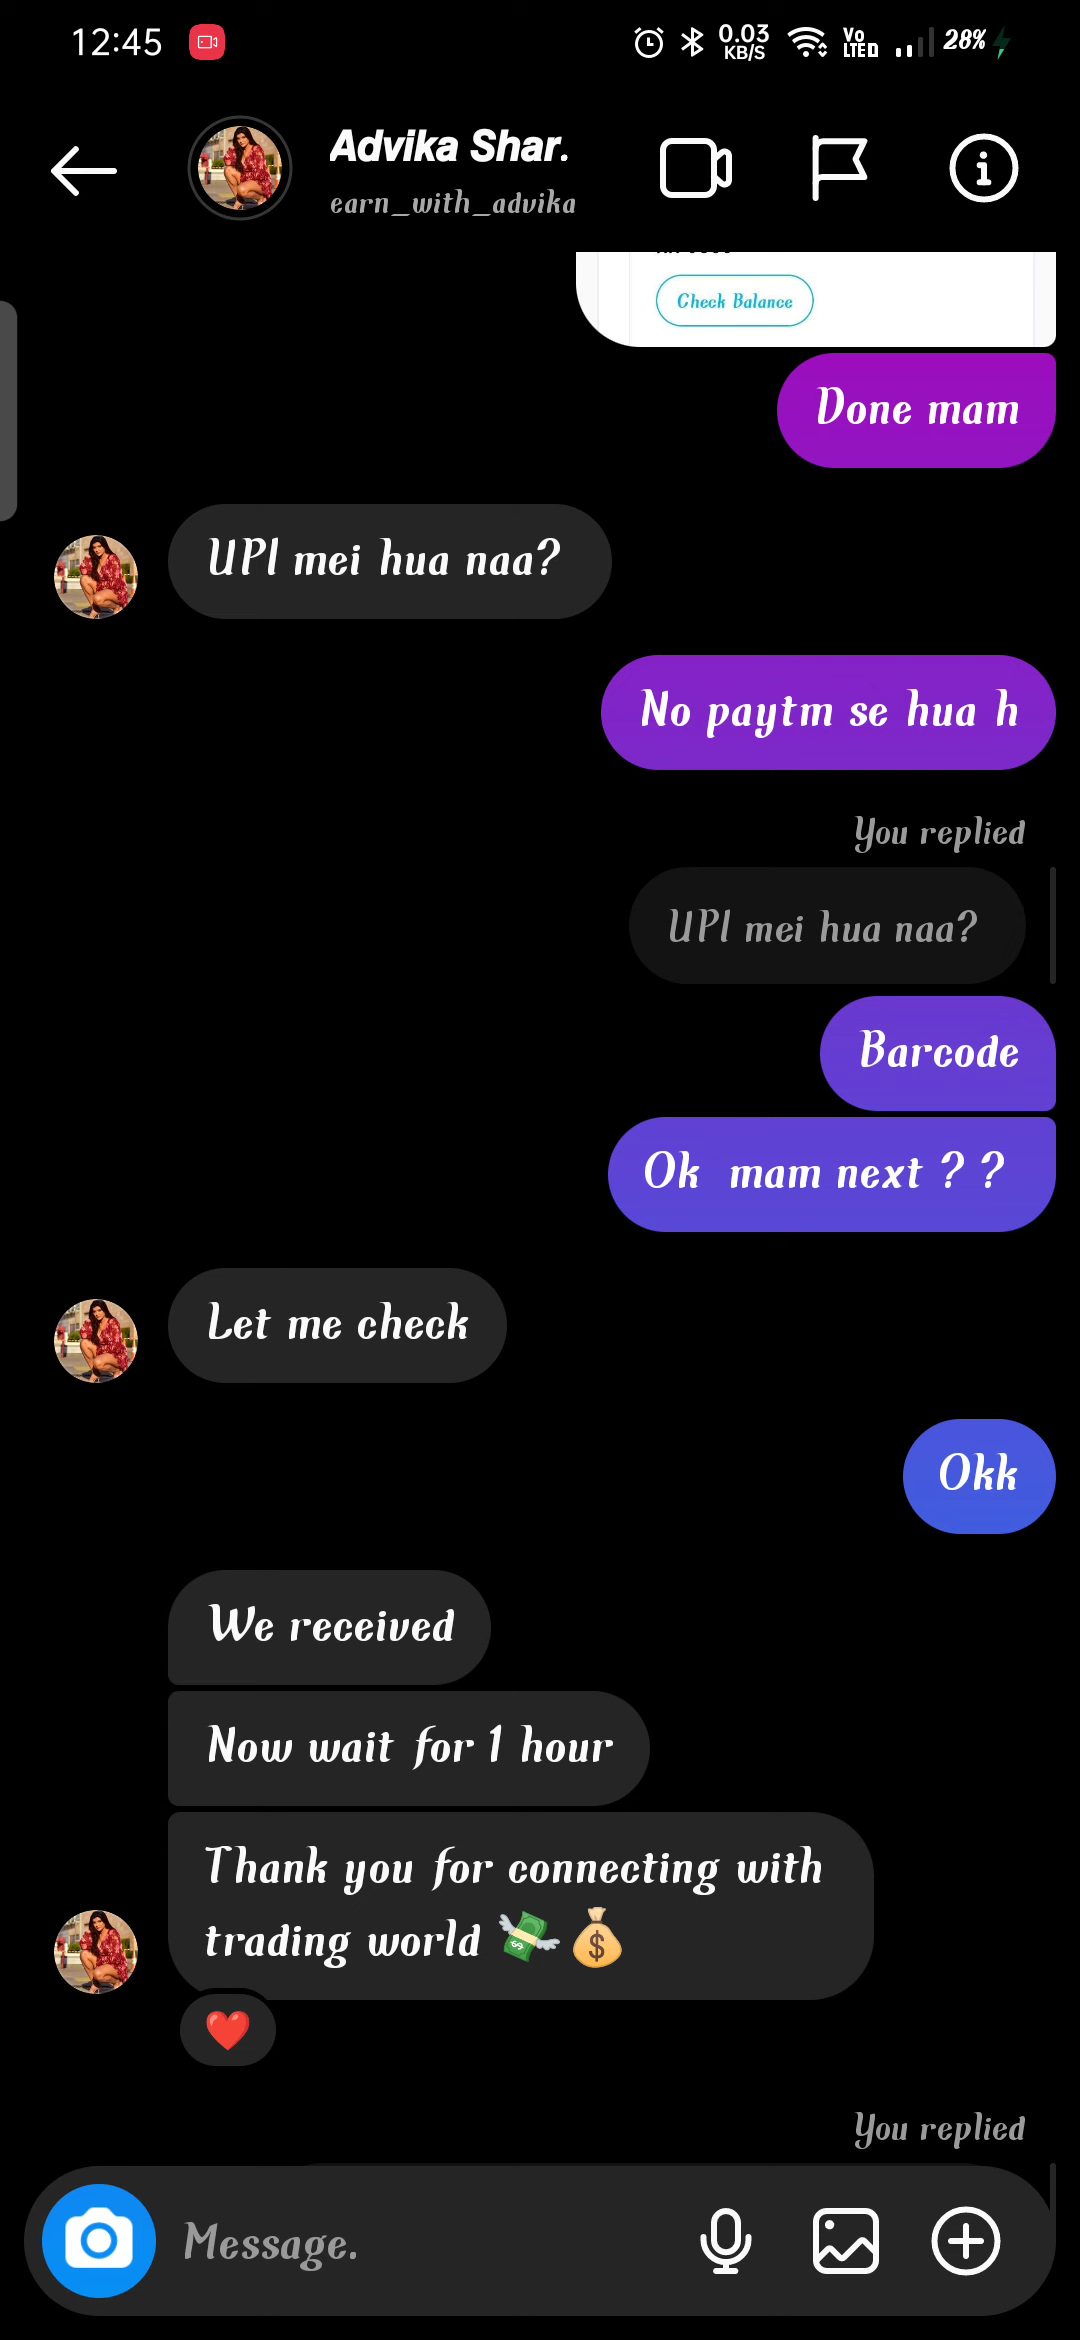 12:45
0.03
KB/S
Vo
LTE
28%
Advika Shar.
earn_with_advika
Check Balance
Done mam
UPI mei hua naa?
No paytm se hua h
You replied
UPI mei hua naa?
Barcode
Ok mam next ? ?
Let me check
Okk
We received
Now wait for 1 hour
Thank you for connecting with
trading world 💸💰
❤️
You replied
Message.